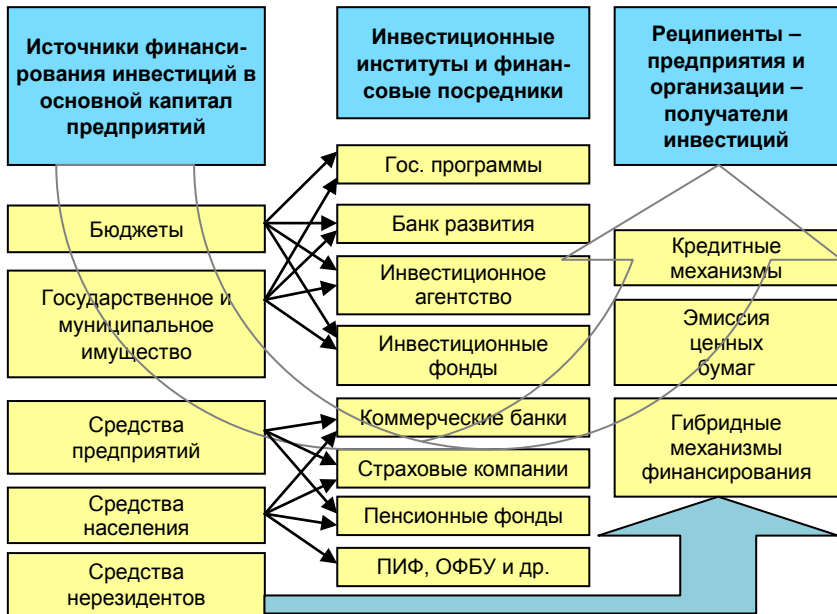 Источники финанси-
рования инвестиций в
основной капитал
предприятий
Инвестиционные
институты и финан-
совые посредники
Реципиенты –
предприятия и
организации –
получатели
инвестиций
Бюджеты
Государственное и
муниципальное
имущество
Средства
предприятий
Средства
населения
Средства
нерезидентов
Гос. программы
Банк развития
Инвестиционное
агентство
Инвестиционные
фонды
Коммерческие банки
Страховые компании
Пенсионные фонды
ПИФ, ОФБУ и др.
Кредитные
механизмы
Эмиссия
ценных
бумаг
Гибридные
механизмы
финансирования